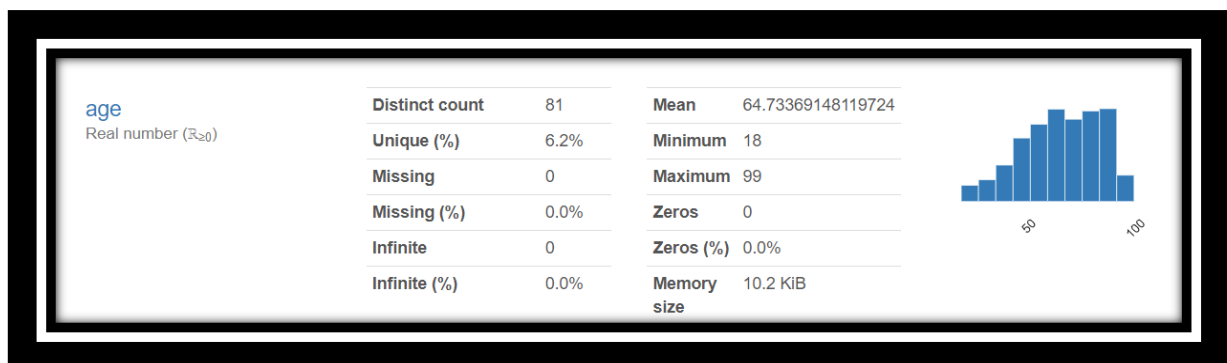 age
Real number (ℝ≥0)
Distinct count 81
Unique (%) 6.2%
Missing 0
Missing (%) 0.0%
Infinite 0
Infinite (%) 0.0%
Mean 64.73369148119724
Minimum 18
Maximum 99
Zeros 0
Zeros (%) 0.0%
Memory 10.2 KiB
size
50
100